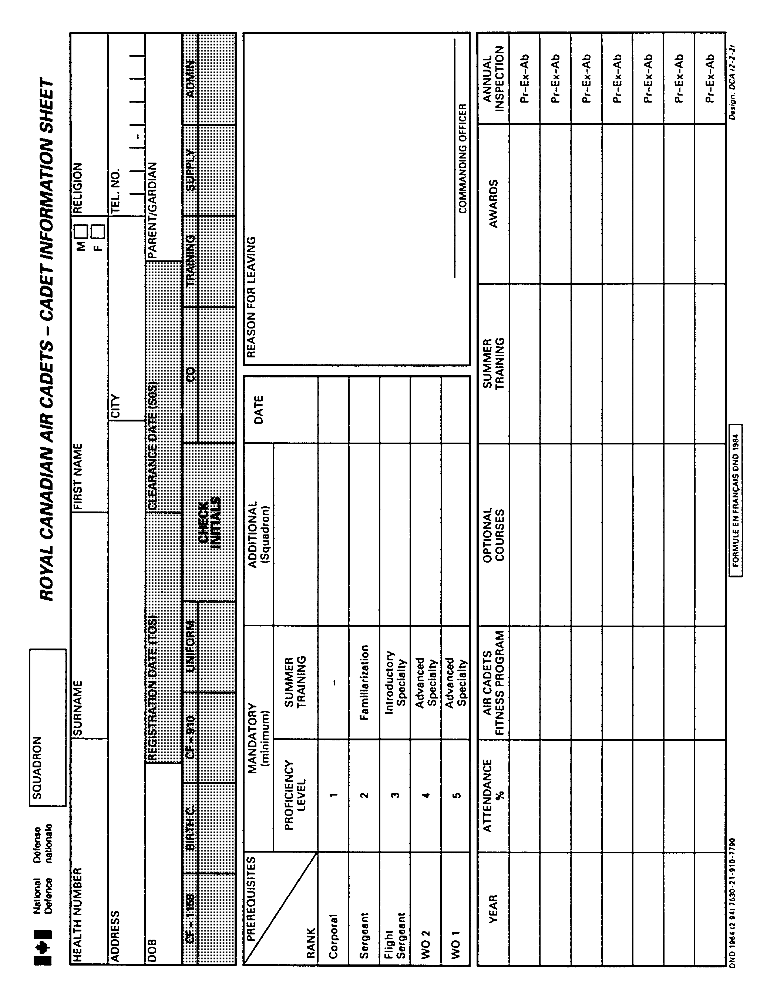 National Défense
Defence nationale
SQUADRON
ROYAL CANADIAN AIR CADETS – CADET INFORMATION SHEET
HEALTH NUMBER
SURNAME
FIRST NAME
M
F
RELIGION
ADDRESS
CITY
TEL. NO.
–
DOB
REGISTRATION DATE (TOS)
CLEARANCE DATE (SOS)
PARENT/GARDIAN
CF – 1158
BIRTH C.
CF – 910
UNIFORM
CHECK
INITIALS
CO
TRAINING
SUPPLY
ADMIN
PREREQUISITES
RANK
MANDATORY
(minimum)
PROFICIENCY
LEVEL
SUMMER
TRAINING
ADDITIONAL
(Squadron)
DATE
Corporal 1 –
Sergeant 2 Familiarization
Flight
Sergeant
3
Introductory
Specialty
WO 2 4
Advanced
Specialty
WO 1 5
Advanced
Specialty
REASON FOR LEAVING
COMMANDING OFFICER
YEAR
ATTENDANCE
%
AIR CADETS
FITNESS PROGRAM
OPTIONAL
COURSES
SUMMER
TRAINING
AWARDS
ANNUAL
INSPECTION
Pr–Ex–Ab
Pr–Ex–Ab
Pr–Ex–Ab
Pr–Ex–Ab
Pr–Ex–Ab
Pr–Ex–Ab
Pr–Ex–Ab
DND 1964 (2 94) 7530-21-910-7790
FORMULE EN FRANÇAIS DND 1984
Design: DCA (2-2-2)